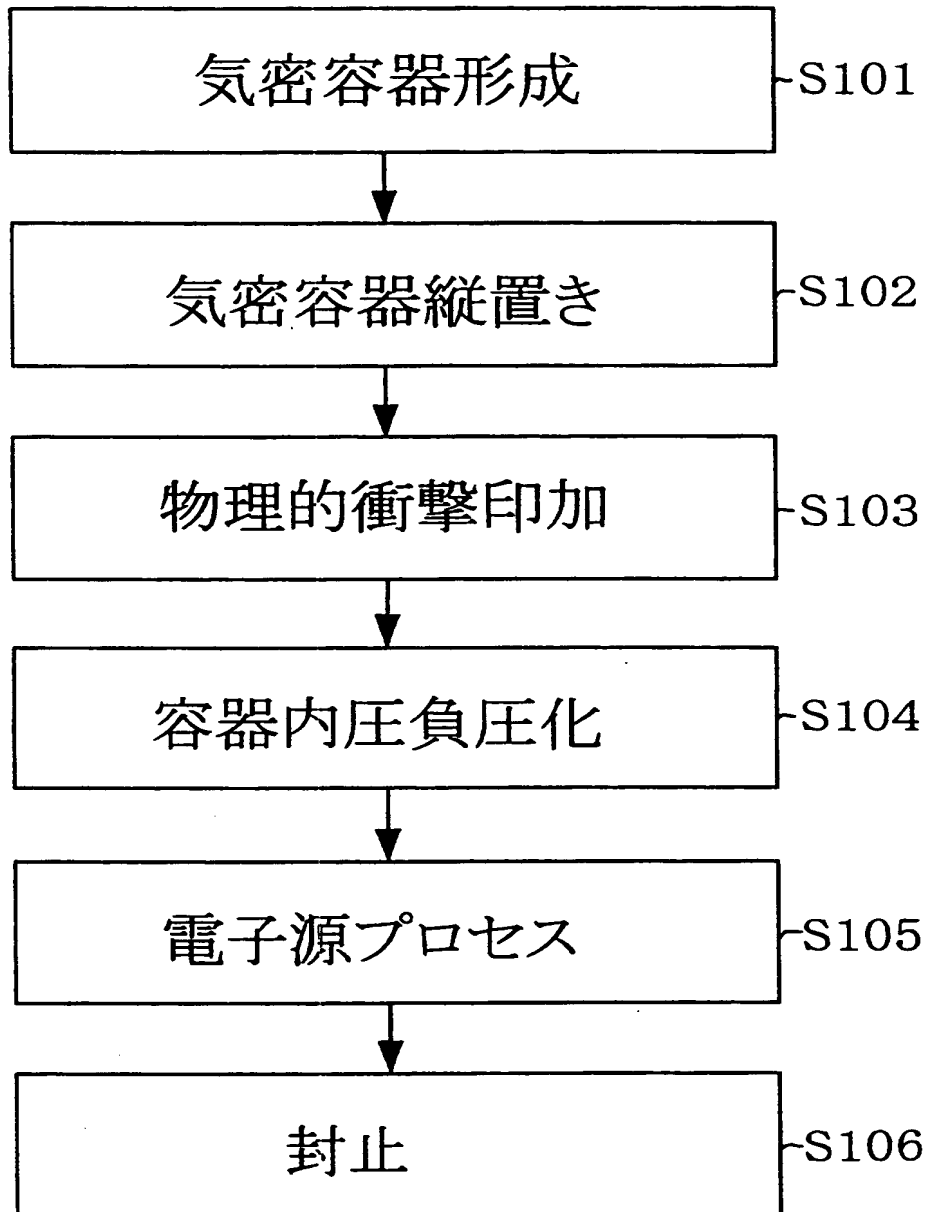 気密容器形成
S101
気密容器縦置き
S102
物理的衝撃印加
S103
容器内圧負圧化
S104
電子源プロセス
S105
封止
S106